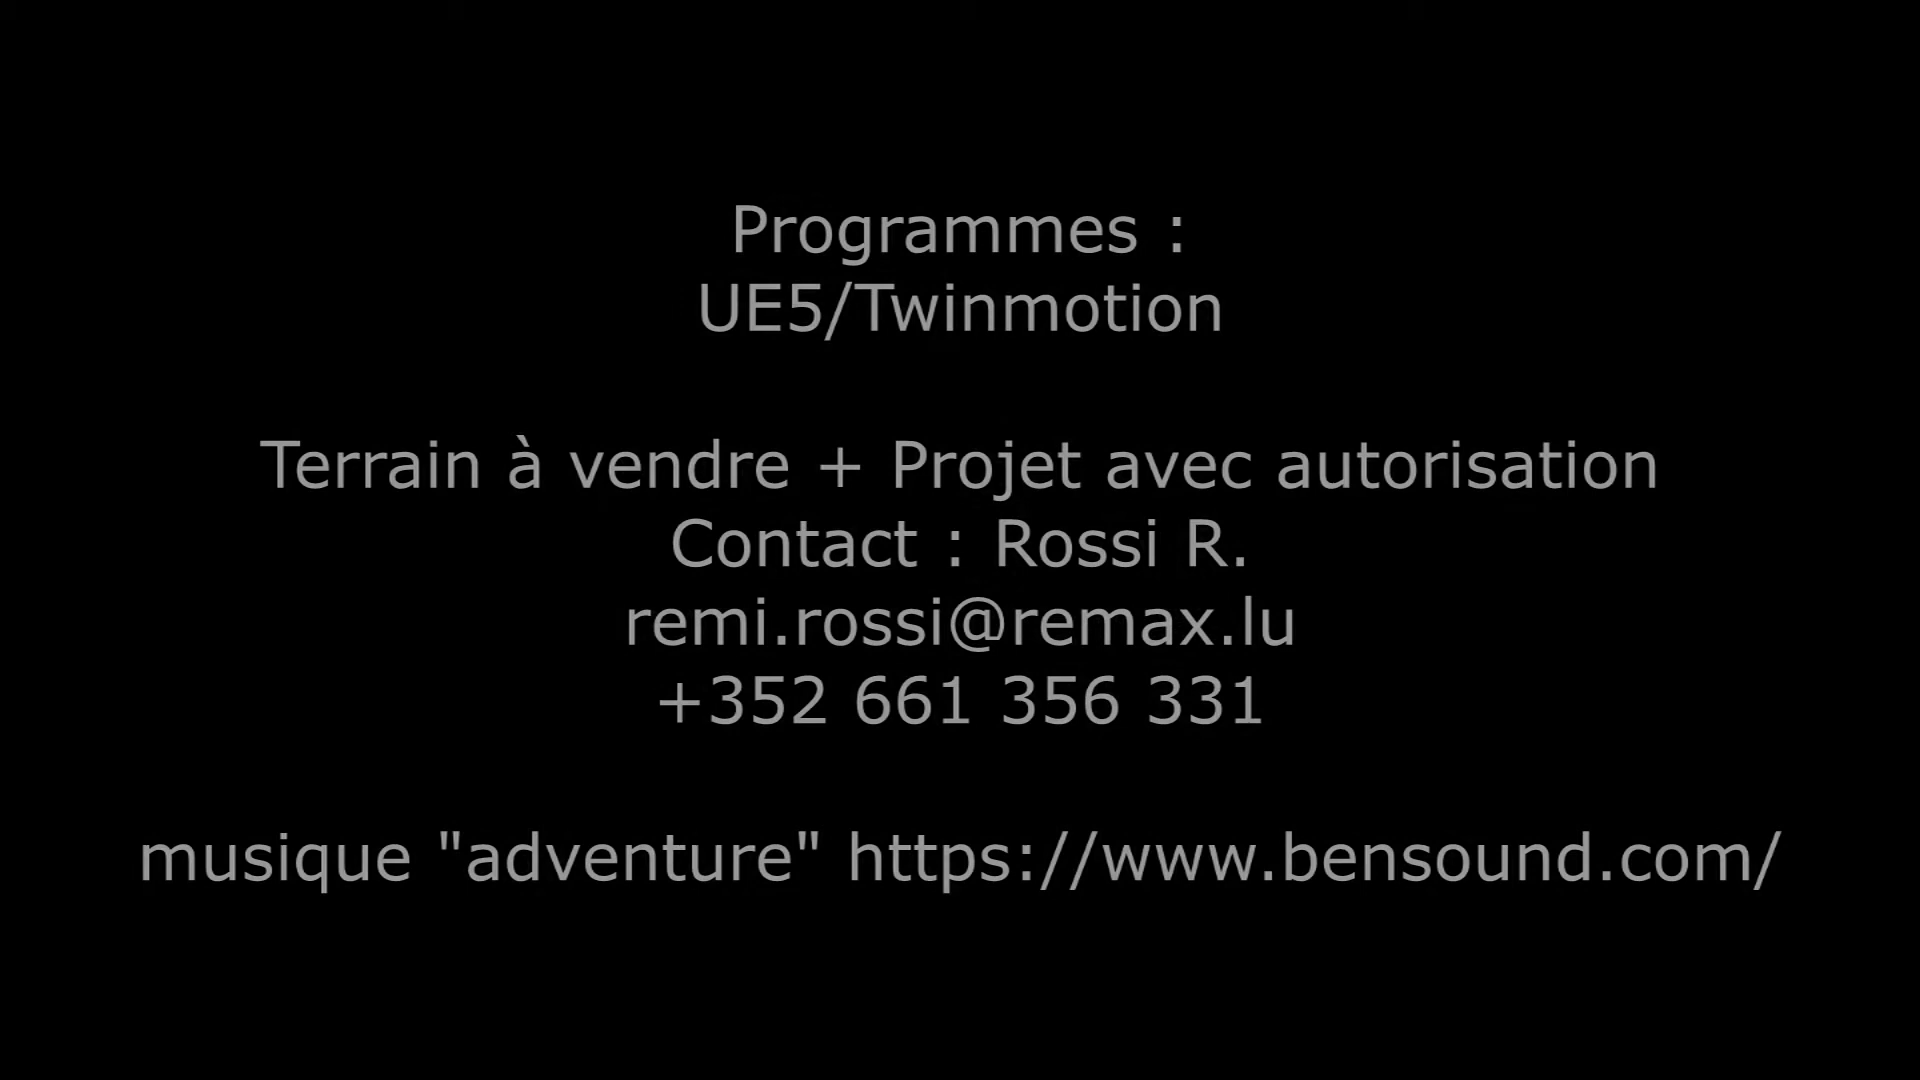 Programmes :
UE5/Twinmotion
Terrain à vendre + Projet avec autorisation
Contact : Rossi R.
remi.rossi@remax.lu
+352 661 356 331
musique "adventure" https://www.bensound.com/